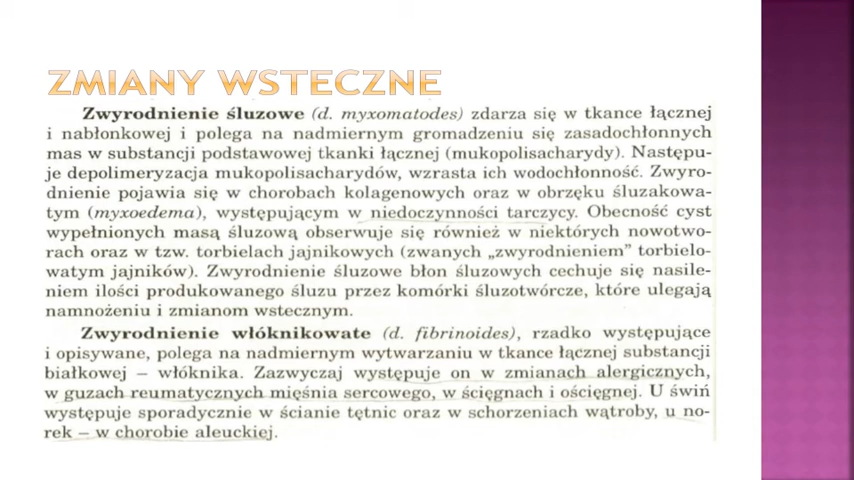 ZMIANY WSTECZNE
Zwyrodnienie śluzowe (d. myxomatodes) zdarza się w tkance łącznej
i nabłonkowej i polega na nadmiernym gromadzeniu się zasadochłonnych
mas w substancji podstawowej tkanki łącznej (mukopolisacharydy). Następu-
je depolimeryzacja mukopolisacharydów, wzrasta ich wodochłonność. Zwyro-
dnienie pojawia się w chorobach kolagenowych oraz w obrzęku śluzakowa-
tym (myxoedema), występującym w niedoczynności tarczycy. Obecność cyst
wypełnionych masą śluzową obserwuje się również w niektórych nowotwo-
rach oraz w tzw. torbielach jajnikowych (zwanych „zwyrodnieniem” torbielo-
watym jajników). Zwyrodnienie śluzowe błon śluzowych cechuje się nasile-
niem ilości produkowanego śluzu przez komórki śluzotwórcze, które ulegają
namnożeniu i zmianom wstecznym.
Zwyrodnienie włóknikowate (d. fibrinoides), rzadko występujące
i opisywane, polega na nadmiernym wytwarzaniu w tkance łącznej substancji
białkowej – włóknika. Zazwyczaj występuje on w zmianach alergicznych,
w guzach reumatycznych mięśnia sercowego, w ścięgnach i ościęgnej. U świń
występuje sporadycznie w ścianie tętnic oraz w schorzeniach wątroby, u no-
rek – w chorobie aleuckiej.